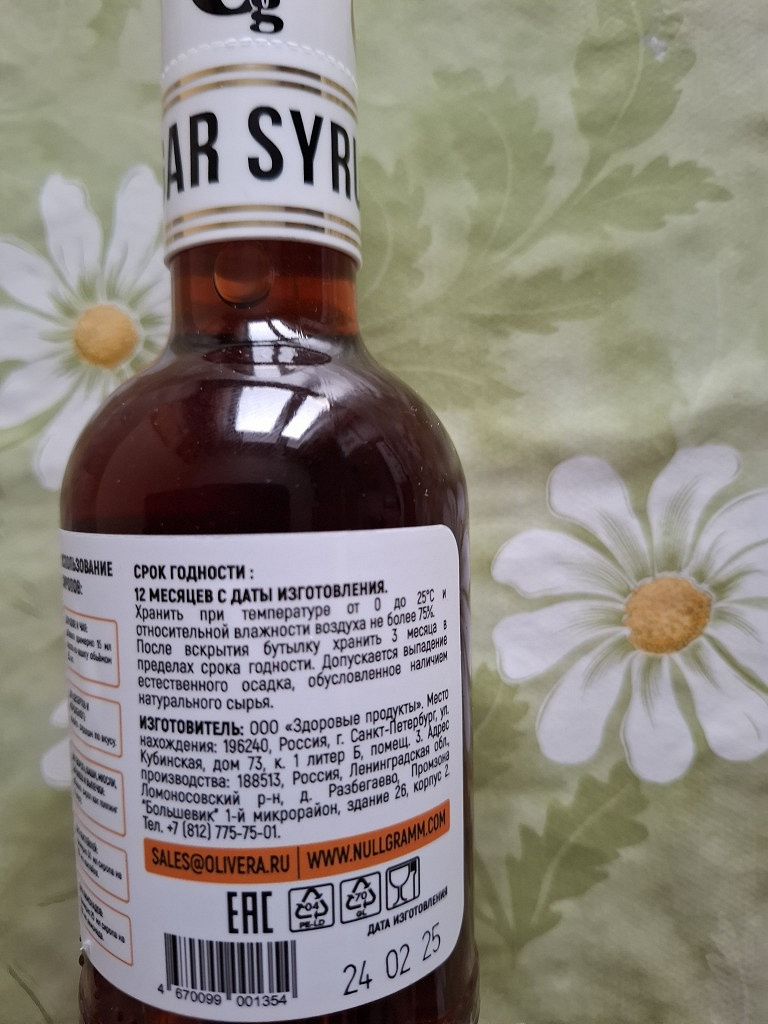 0g
AR SYRU
СРОК ГОДНОСТИ :
12 МЕСЯЦЕВ С ДАТЫ ИЗГОТОВЛЕНИЯ.
Хранить при температуре от 0 до 25°С и
относительной влажности воздуха не более 75%.
После вскрытия бутылку хранить 3 месяца в
пределах срока годности. Допускается выпадение
естественного осадка, обусловленное наличием
натурального сырья.
ИЗГОТОВИТЕЛЬ: ООО «Здоровые продукты». Место
нахождения: 196240, Россия, г. Санкт-Петербург, ул.
Кубинская, дом 73, к. 1 литер Б, помещ. 3. Адрес
производства: 188513, Россия, Ленинградская обл.,
Ломоносовский р-н, д. Разбегаево, Промзона
"Большевик" 1-й микрорайон, здание 26, корпус 2.
Тел. +7 (812) 775-75-01.
SALES@OLIVERA.RU | WWW.NULLGRAMM.COM
EAC
04
PE-LD
70
GL
ДАТА ИЗГОТОВЛЕНИЯ
24 02 25
4 670099 001354